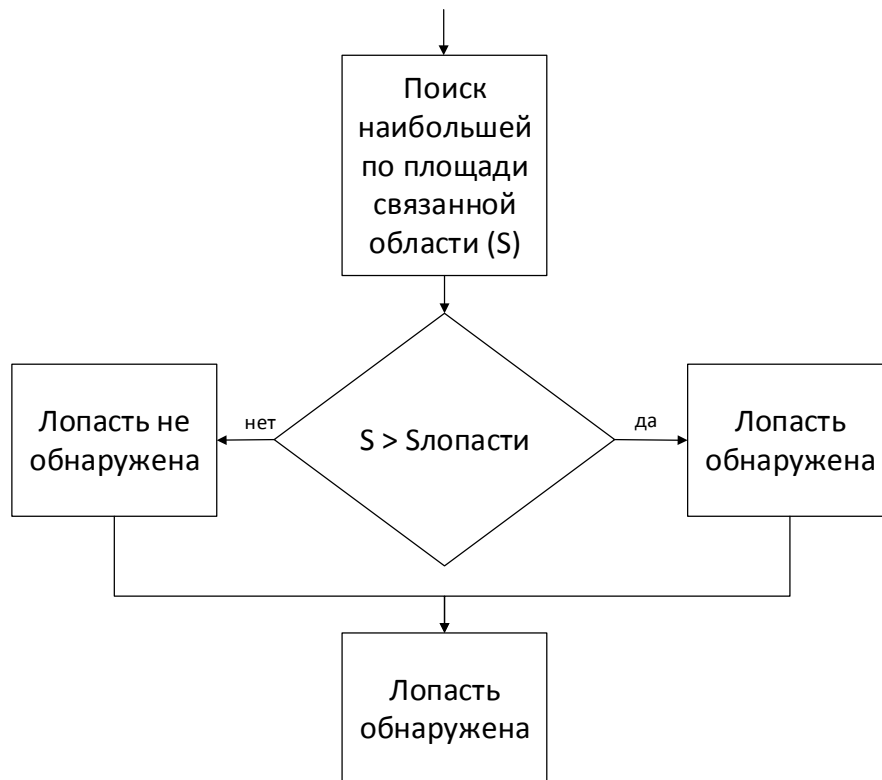 Поиск
наибольшей
по площади
связанной
области (S)
Лопасть не
обнаружена
нет
S > Sлопасти
да
Лопасть
обнаружена
Лопасть
обнаружена